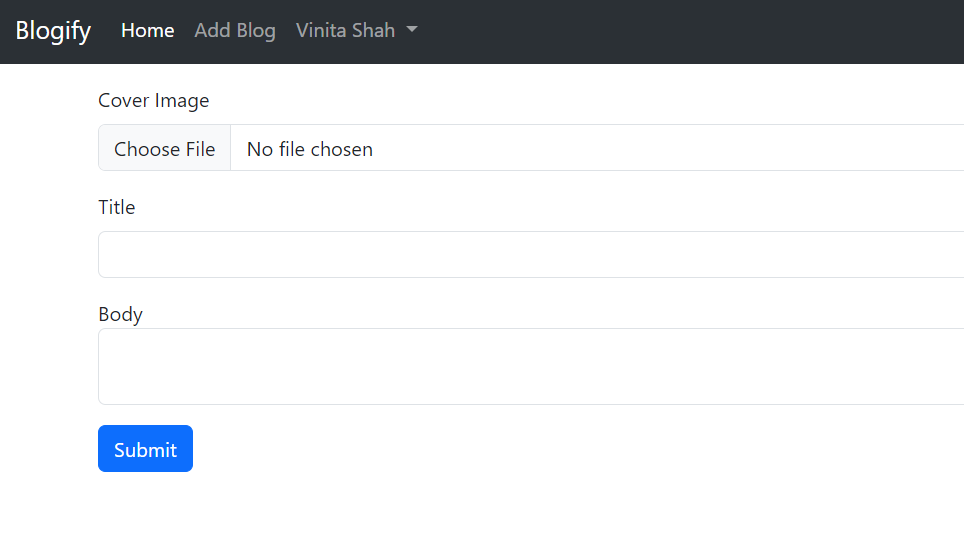 Blogify Home Add Blog Vinita Shah
Cover Image
Choose File No file chosen
Title
Body
Submit